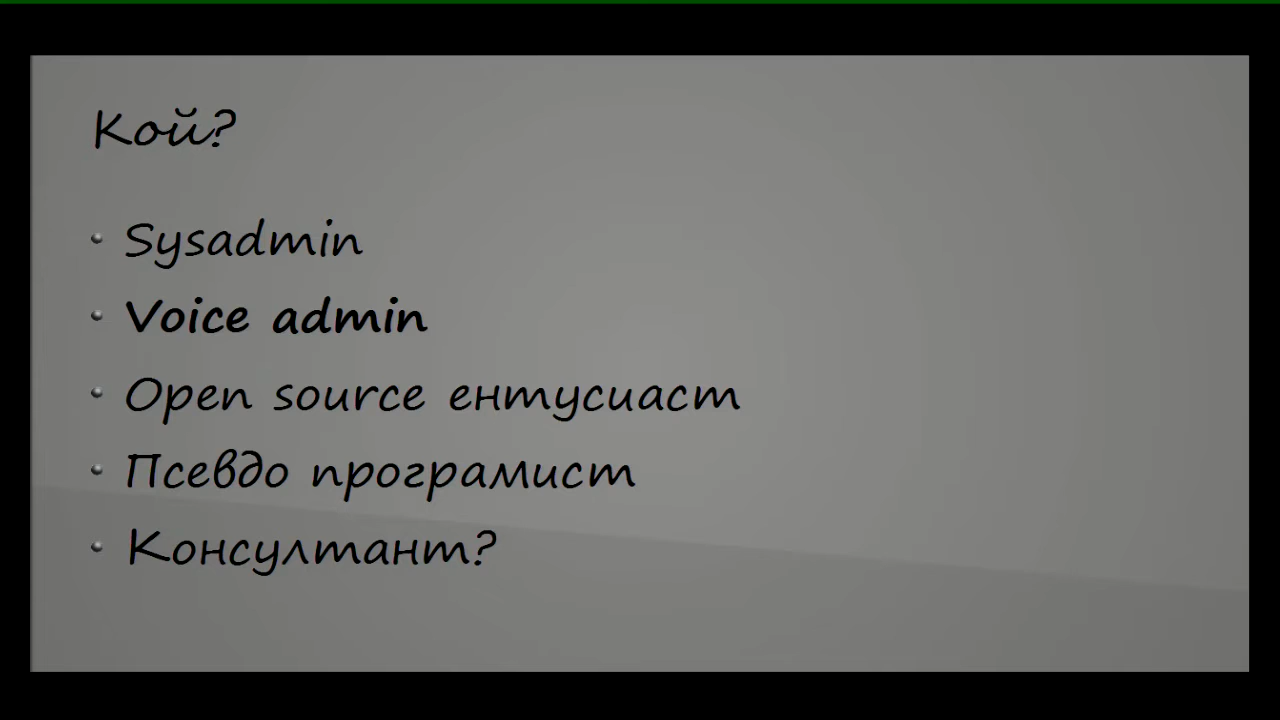 Кой?
Sysadmin
Voice admin
Open source ентусиаст
Псевдо програмист
Консултант?